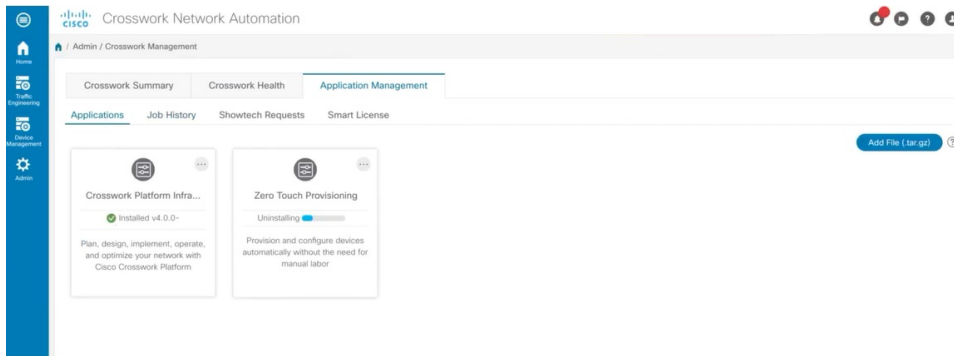 CISCO
Crosswork Network Automation
/ Admin / Crosswork Management
Home
Traffic Engineering
Device Management
Admin
Crosswork Summary
Crosswork Health
Application Management
Applications
Job History
Showtech Requests
Smart License
Add File (.tar.gz)
?
Crosswork Platform Infra...
Installed v4.0.0-
Plan, design, implement, operate,
and optimize your network with
Cisco Crosswork Platform
Zero Touch Provisioning
Uninstalling
Provision and configure devices
automatically without the need for
manual labor